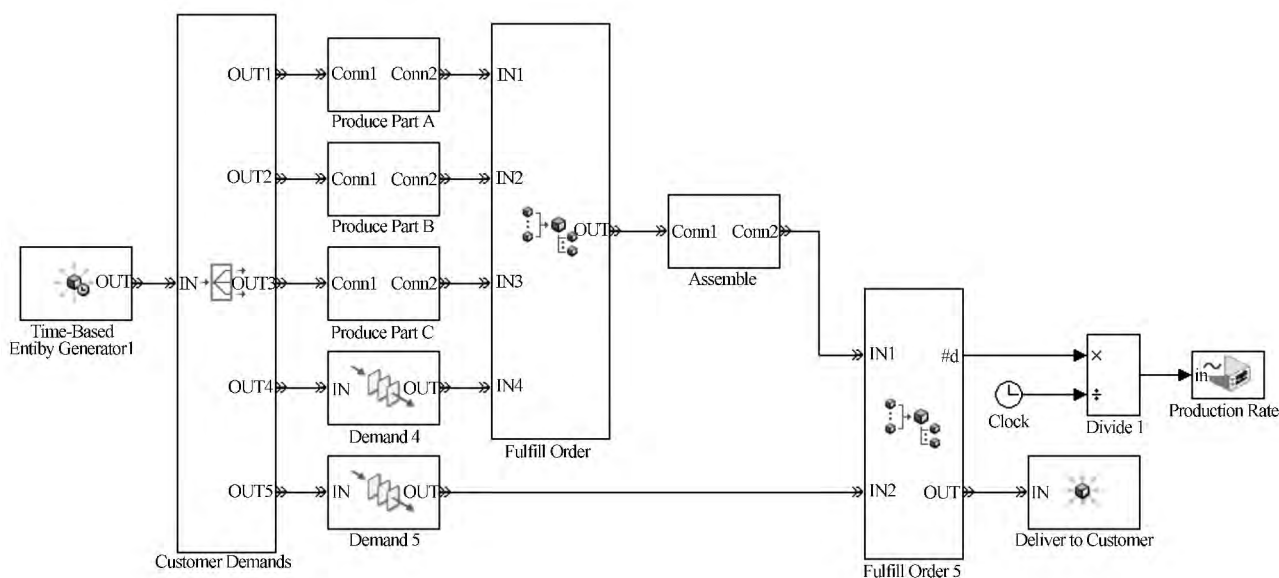 OUT1
Conn1 Conn2
IN1
Produce Part A
OUT2
Conn1 Conn2
IN2
Produce Part B
OUT
Conn1 Conn2
Assemble
OUT
Time-Based
Entiby Generator1
IN
OUT3
Conn1 Conn2
IN3
Produce Part C
OUT4
IN OUT
IN4
Demand 4
Fulfill Order
OUT5
IN OUT
Demand 5
Customer Demands
IN1
#d
IN2
OUT
Fulfill Order 5
Clock
×
÷
Divide 1
in
Production Rate
IN
Deliver to Customer